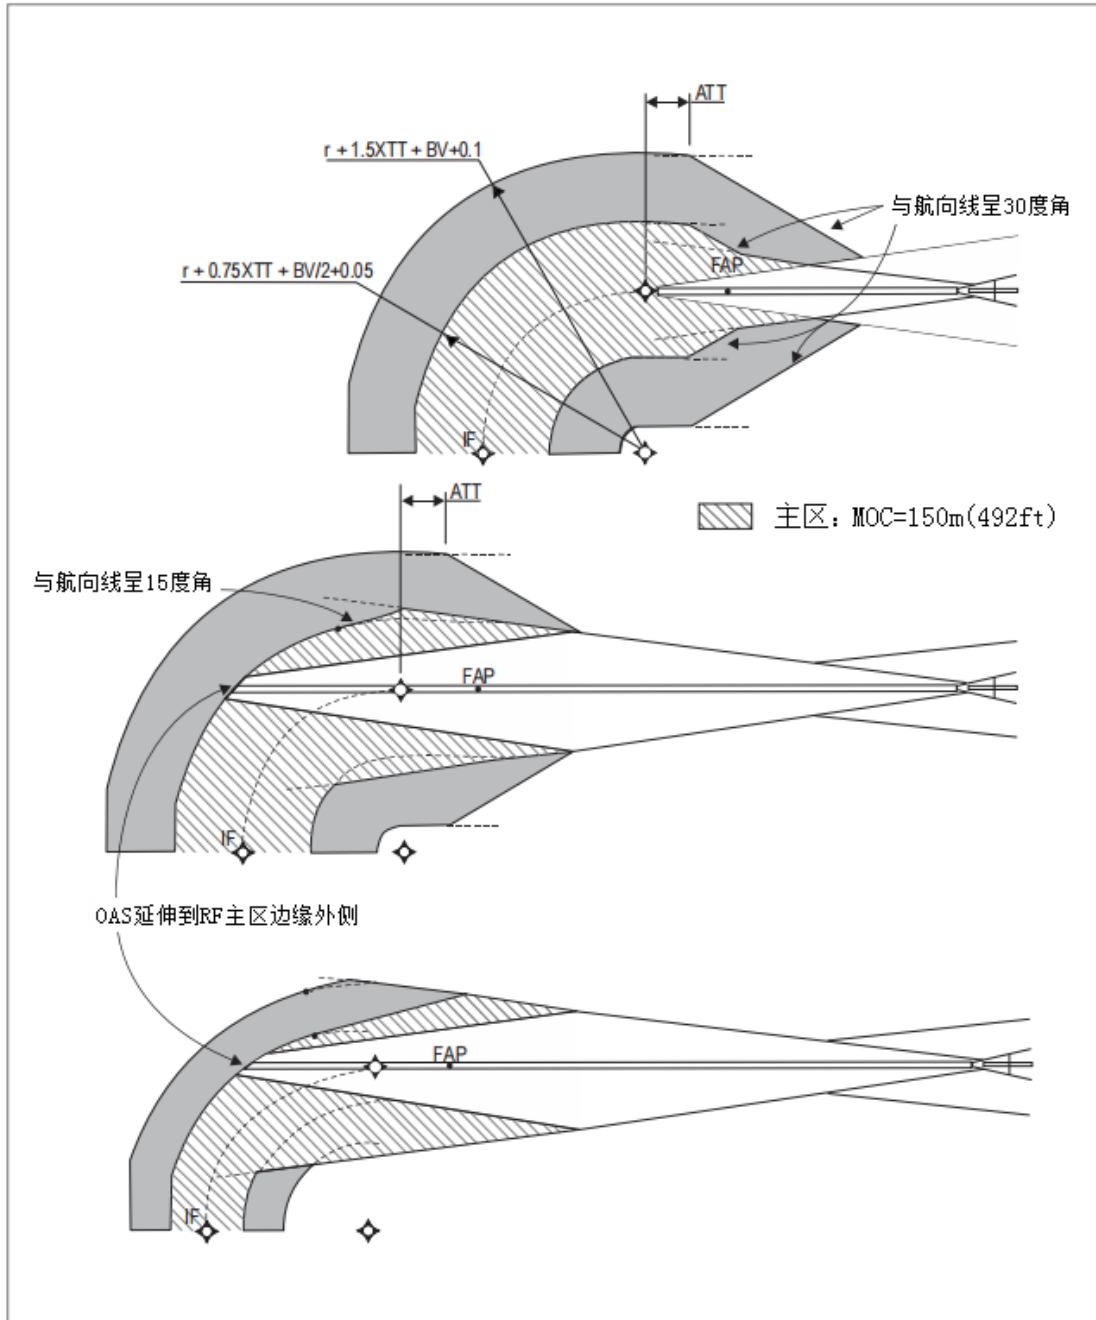 ATT
r + 1.5XTT + BV+0.1
与航向线呈30度角
r + 0.75XTT + BV/2+0.05
FAP
IF
ATT
主区: MOC=150m(492ft)
与航向线呈15度角
FAP
IF
OAS延伸到RF主区边缘外侧
FAP
IF